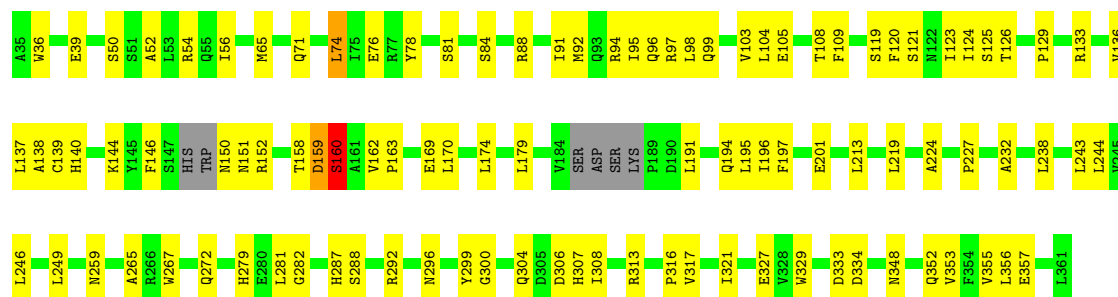 A35 W36 E39 S50 S51 A52 L53 R54 Q55 I56 M65 Q71 L74 I75 E76 R77 Y78 S81 S84 R88 I91 M92 Q93 R94 I95 Q96 R97 L98 Q99 V103 L104 E105 T108 F109 S119 F120 S121 N122 I123 I124 S125 T126 P129 R133 V136
L137 A138 C139 H140 K144 Y145 F146 S147 HIS TRP N150 N151 R152 T158 D159 S160 A161 V162 P163 E169 L170 L174 L179 V184 SER ASP SER LYS P189 D190 L191 Q194 L195 I196 F197 E201 L213 L219 A224 P227 A232 L238 L243 L244 V245
L246 L249 N259 A265 R266 W267 Q272 H279 E280 L281 G282 H287 S288 R292 N296 Y299 G300 Q304 D305 D306 H307 I308 R313 P316 V317 I321 E327 V328 W329 D333 D334 N348 Q352 V353 F354 V355 L356 E357 L361